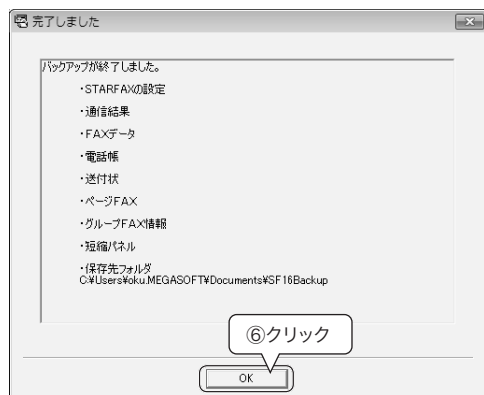 完了しました
バックアップが終了しました。
・STARFAXの設定
・通信結果
・FAXデータ
・電話帳
・送付状
・ページFAX
・グループFAX情報
・短縮パネル
・保存先フォルダ
C:¥Users¥oku.MEGASOFT¥Documents¥SF16Backup
⑥クリック
OK